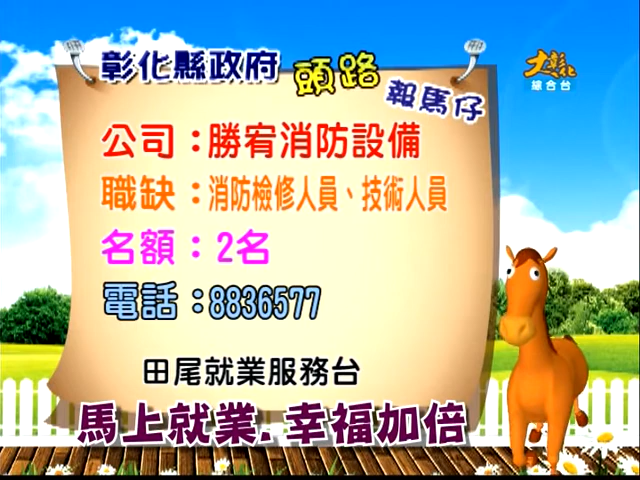 彰化縣政府 頭路 報馬仔
大彰化
綜合台
公司：勝宥消防設備
職缺：消防檢修人員、技術人員
名額：2名
電話：8836577
田尾就業服務台
馬上就業.幸福加倍